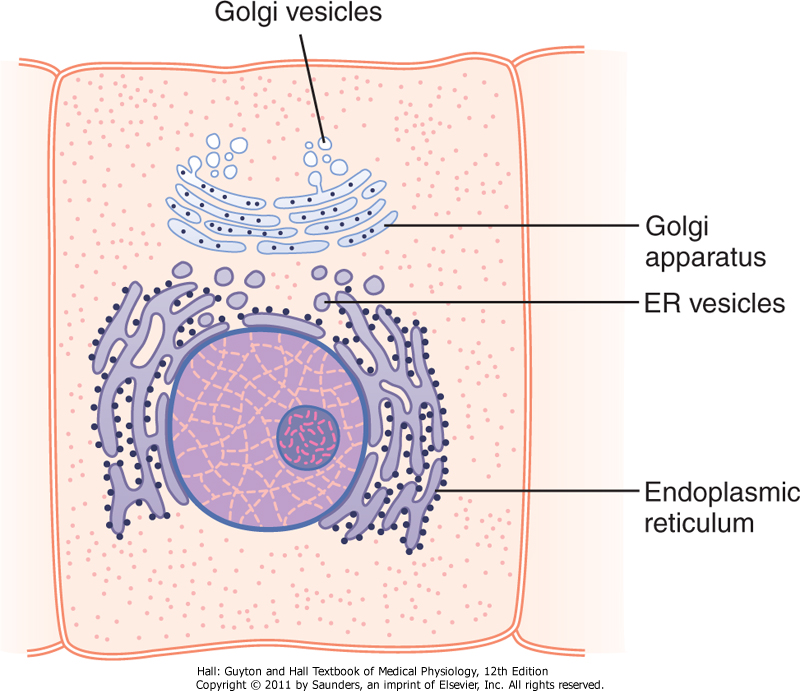 Golgi vesicles
Golgi
apparatus
ER vesicles
Endoplasmic
reticulum
Hall: Guyton and Hall Textbook of Medical Physiology, 12th Edition
Copyright © 2011 by Saunders, an imprint of Elsevier, Inc. All rights reserved.